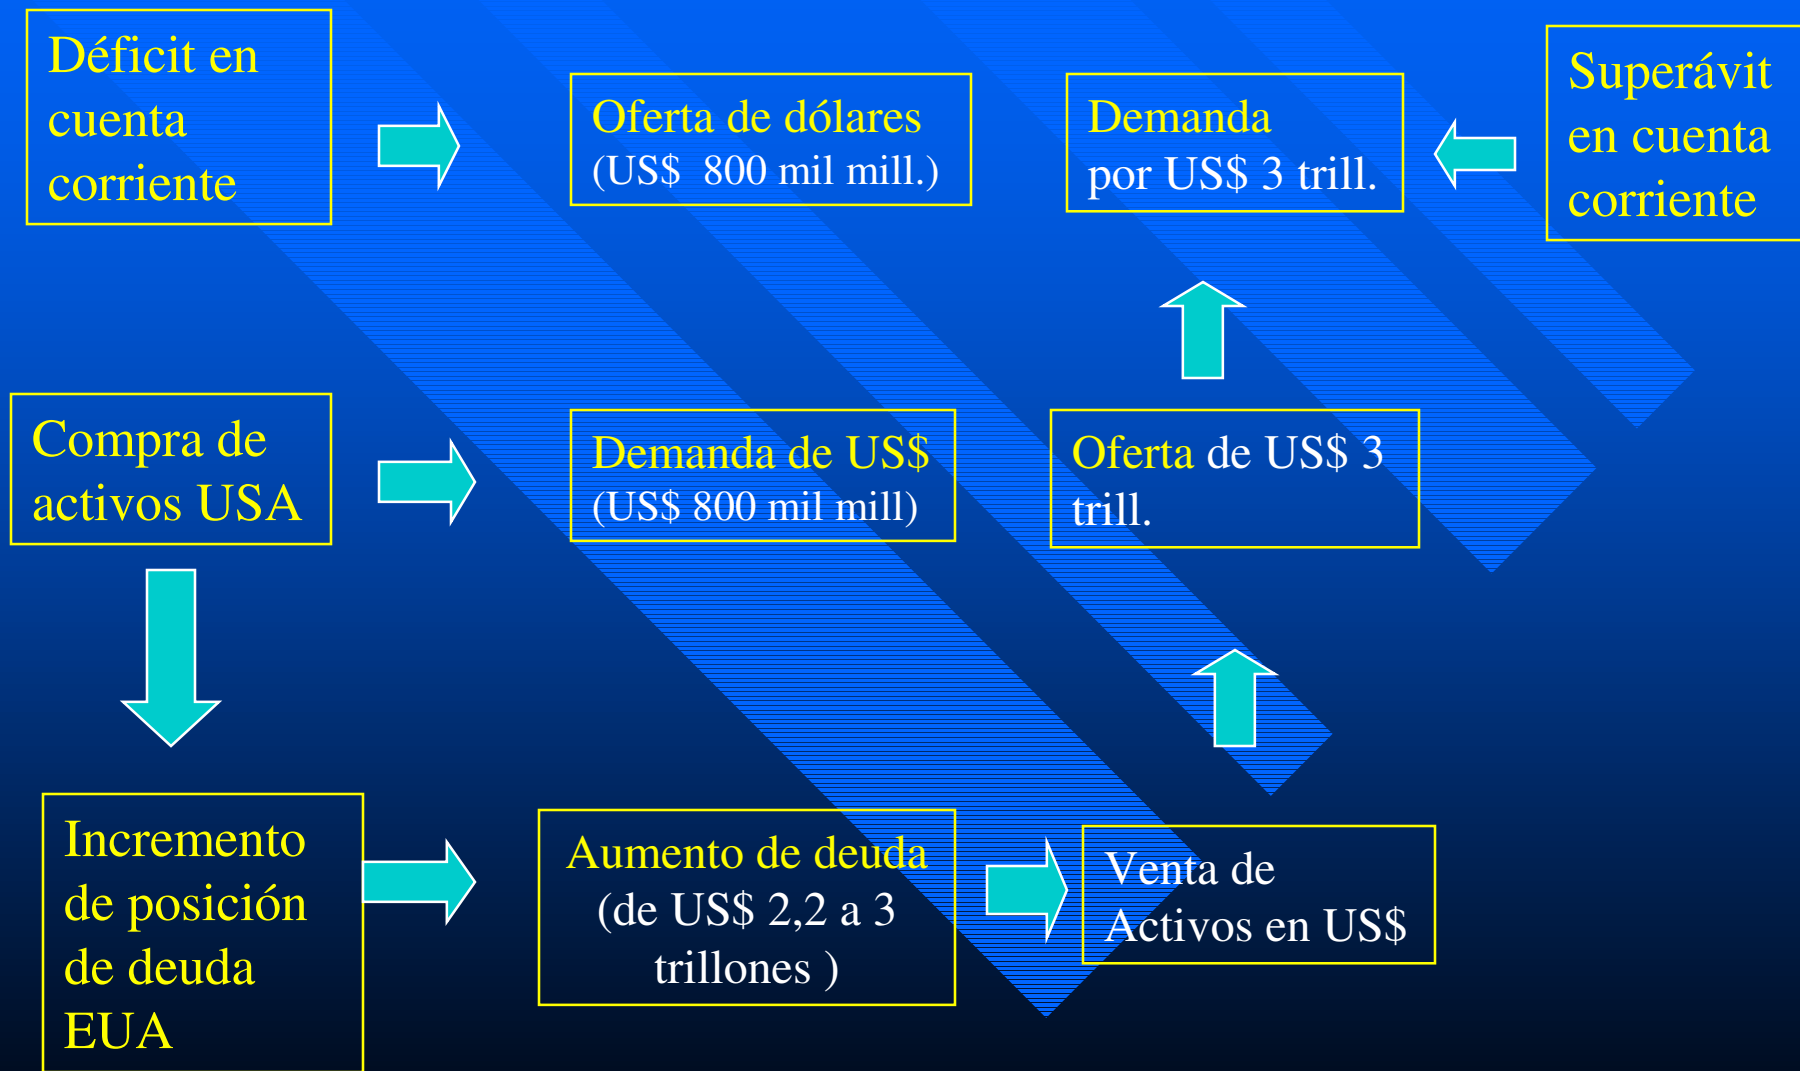 Déficit en
cuenta
corriente
Oferta de dólares
(US$ 800 mil mill.)
Demanda
por US$ 3 trill.
Superávit
en cuenta
corriente
Compra de
activos USA
Demanda de US$
(US$ 800 mil mill)
Oferta de US$ 3
trill.
Incremento
de posición
de deuda
EUA
Aumento de deuda
(de US$ 2,2 a 3
trillones )
Venta de
Activos en US$